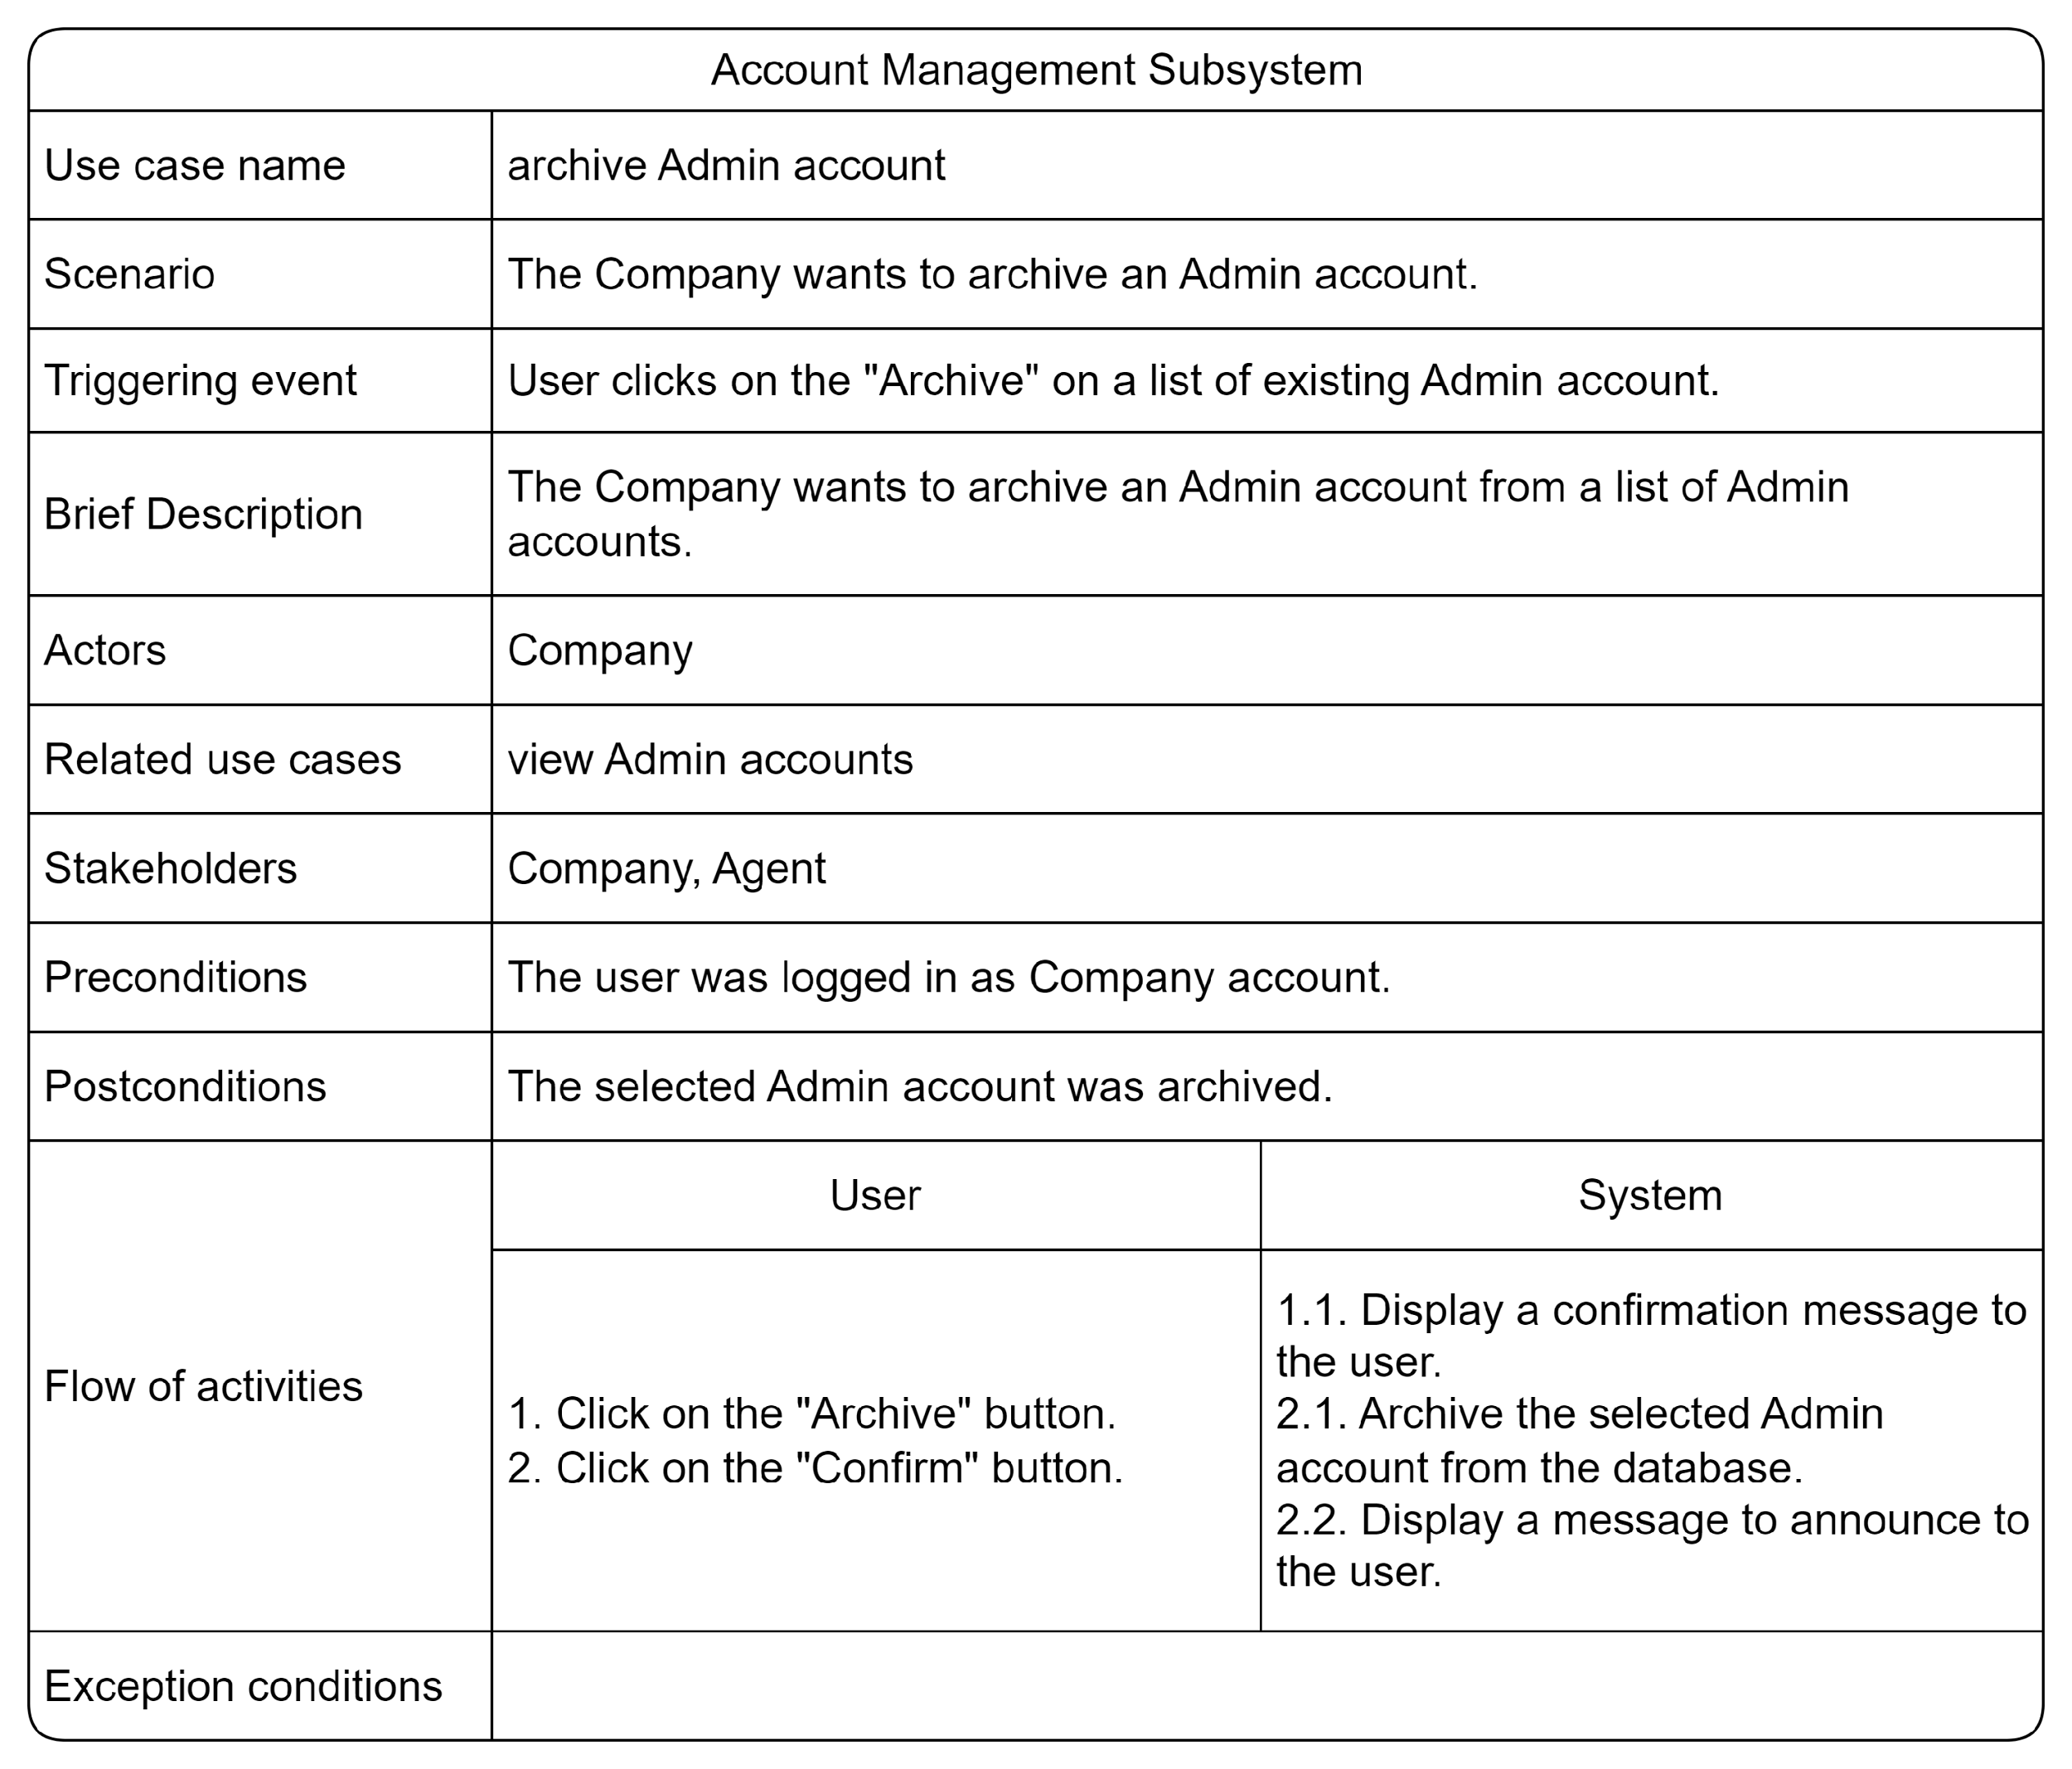 Account Management Subsystem
Use case name
archive Admin account
Scenario
The Company wants to archive an Admin account.
Triggering event
User clicks on the "Archive" on a list of existing Admin account.
Brief Description
The Company wants to archive an Admin account from a list of Admin
accounts.
Actors
Company
Related use cases
view Admin accounts
Stakeholders
Company, Agent
Preconditions
The user was logged in as Company account.
Postconditions
The selected Admin account was archived.
Flow of activities
User
System
1. Click on the "Archive" button.
2. Click on the "Confirm" button.
1.1. Display a confirmation message to
the user.
2.1. Archive the selected Admin
account from the database.
2.2. Display a message to announce to
the user.
Exception conditions